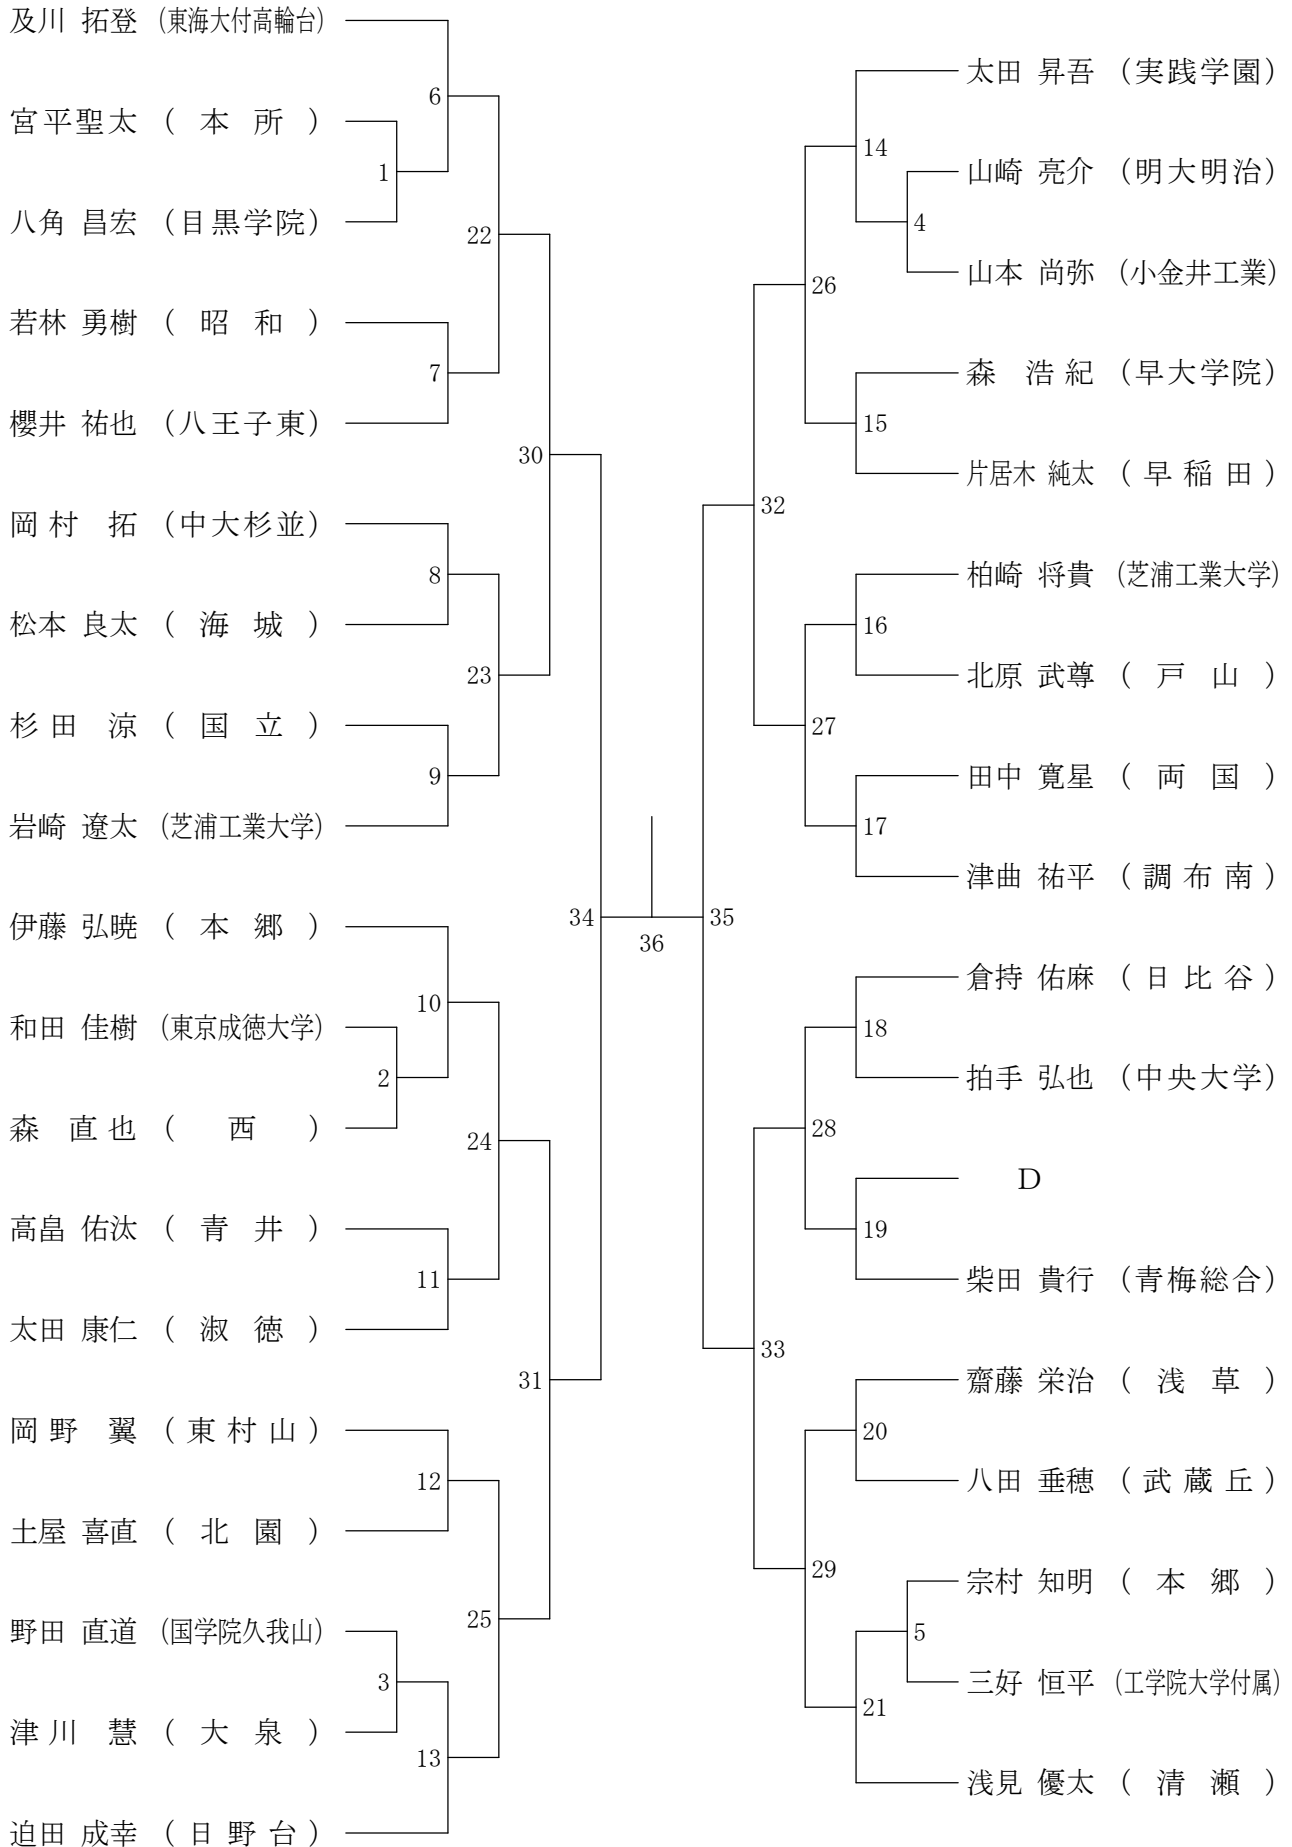 及川 拓登 (東海大付高輪台)
6
宮平聖太 ( 本 所 )
1
八角 昌宏 (目黒学院)
22
若林 勇樹 ( 昭 和 )
7
櫻井 祐也 (八王子東)
30
岡村 拓 (中大杉並)
8
松本 良太 ( 海 城 )
23
杉田 涼 ( 国 立 )
9
岩崎 遼太 (芝浦工業大学)
34
伊藤 弘暁 ( 本 郷 )
10
和田 佳樹 (東京成徳大学)
2
森 直也 ( 西 )
24
高畠 佑汰 ( 青 井 )
11
太田 康仁 ( 淑 徳 )
31
岡野 翼 (東村山)
12
土屋 喜直 ( 北 園 )
25
野田 直道 (国学院久我山)
3
津川 慧 ( 大 泉 )
13
迫田 成幸 (日野台)
36
太田 昇吾 (実践学園)
14
山崎 亮介 (明大明治)
4
山本 尚弥 (小金井工業)
26
森 浩紀 (早大学院)
15
片居木 純太 (早稲田)
32
柏崎 将貴 (芝浦工業大学)
16
北原 武尊 ( 戸 山 )
27
田中 寛星 ( 両 国 )
17
津曲 祐平 (調布南)
35
倉持 佑麻 (日比谷)
18
拍手 弘也 (中央大学)
28
D
19
柴田 貴行 (青梅総合)
33
齋藤 栄治 ( 浅 草 )
20
八田 垂穂 (武蔵丘)
29
宗村 知明 ( 本 郷 )
5
三好 恒平 (工学院大学付属)
21
浅見 優太 ( 清 瀬 )